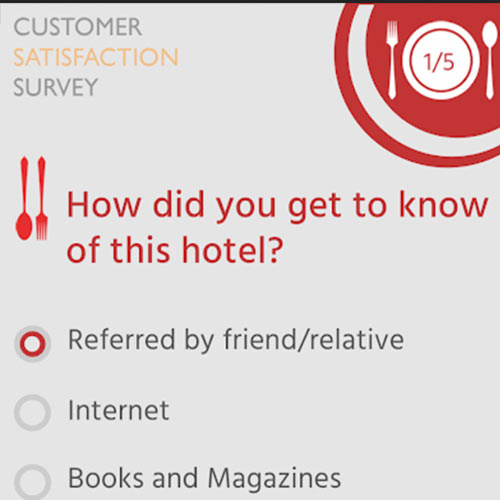 CUSTOMER
SATISFACTION
SURVEY
1/5
How did you get to know
of this hotel?
Referred by friend/relative
Internet
Books and Magazines